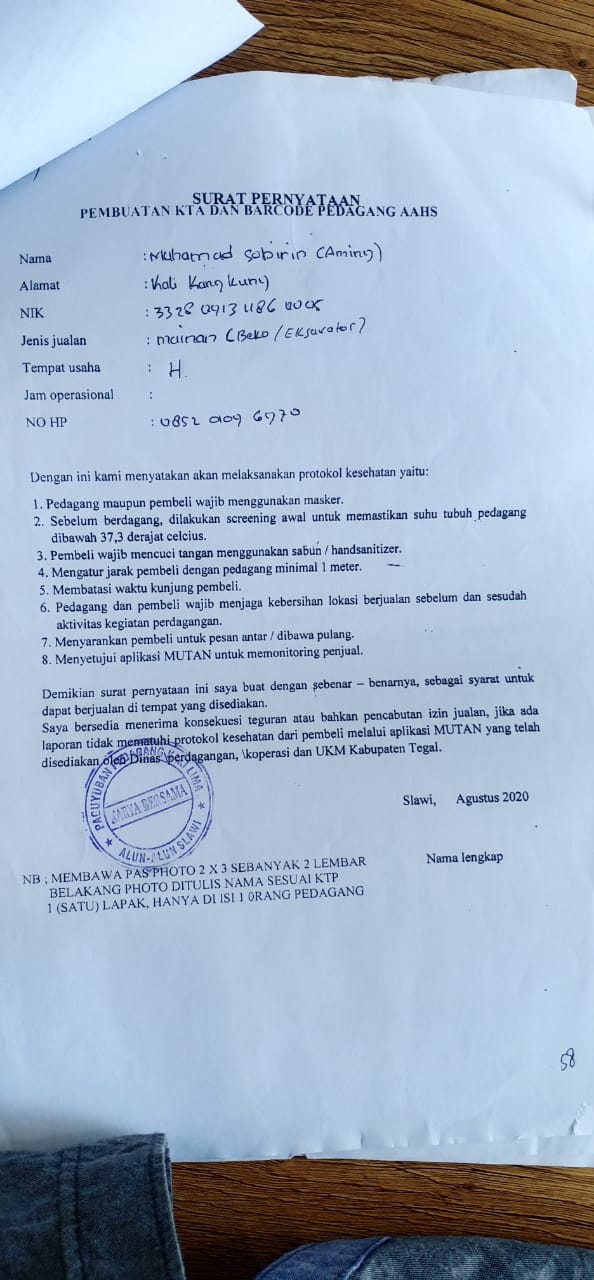 SURAT PERNYATAAN
PEMBUATAN KTA DAN BARCODE PEDAGANG AAHS
Nama : Muhamad Sobirin (Aming)
Alamat : Kali Kangkung
NIK : 3328 0913 1186 0005
Jenis jualan : mainan (Beko / Eksavator)
Tempat usaha : H
Jam operasional :
NO HP : 0852 0109 6570
Dengan ini kami menyatakan akan melaksanakan protokol kesehatan yaitu:
1. Pedagang maupun pembeli wajib menggunakan masker.
2. Sebelum berdagang, dilakukan screening awal untuk memastikan suhu tubuh pedagang
dibawah 37,3 derajat celcius.
3. Pembeli wajib mencuci tangan menggunakan sabun / handsanitizer.
4. Mengatur jarak pembeli dengan pedagang minimal 1 meter.
5. Membatasi waktu kunjung pembeli.
6. Pedagang dan pembeli wajib menjaga kebersihan lokasi berjualan sebelum dan sesudah
aktivitas kegiatan perdagangan.
7. Menyarankan pembeli untuk pesan antar / dibawa pulang.
8. Menyetujui aplikasi MUTAN untuk memonitoring penjual.
Demikian surat pernyataan ini saya buat dengan sebenar – benarnya, sebagai syarat untuk
dapat berjualan di tempat yang disediakan.
Saya bersedia menerima konsekuesi teguran atau bahkan pencabutan izin jualan, jika ada
laporan tidak mematuhi protokol kesehatan dari pembeli melalui aplikasi MUTAN yang telah
disediakan oleh Dinas \perdagangan, \koperasi dan UKM Kabupaten Tegal.
PAGUYUBAN PEDAGANG KAKI LIMA
KARYA BERSAMA
ALUN-ALUN SLAWI
Slawi, Agustus 2020
Nama lengkap
NB ; MEMBAWA PAS PHOTO 2 X 3 SEBANYAK 2 LEMBAR
BELAKANG PHOTO DITULIS NAMA SESUAI KTP
1 (SATU) LAPAK, HANYA DI ISI 1 0RANG PEDAGANG
58